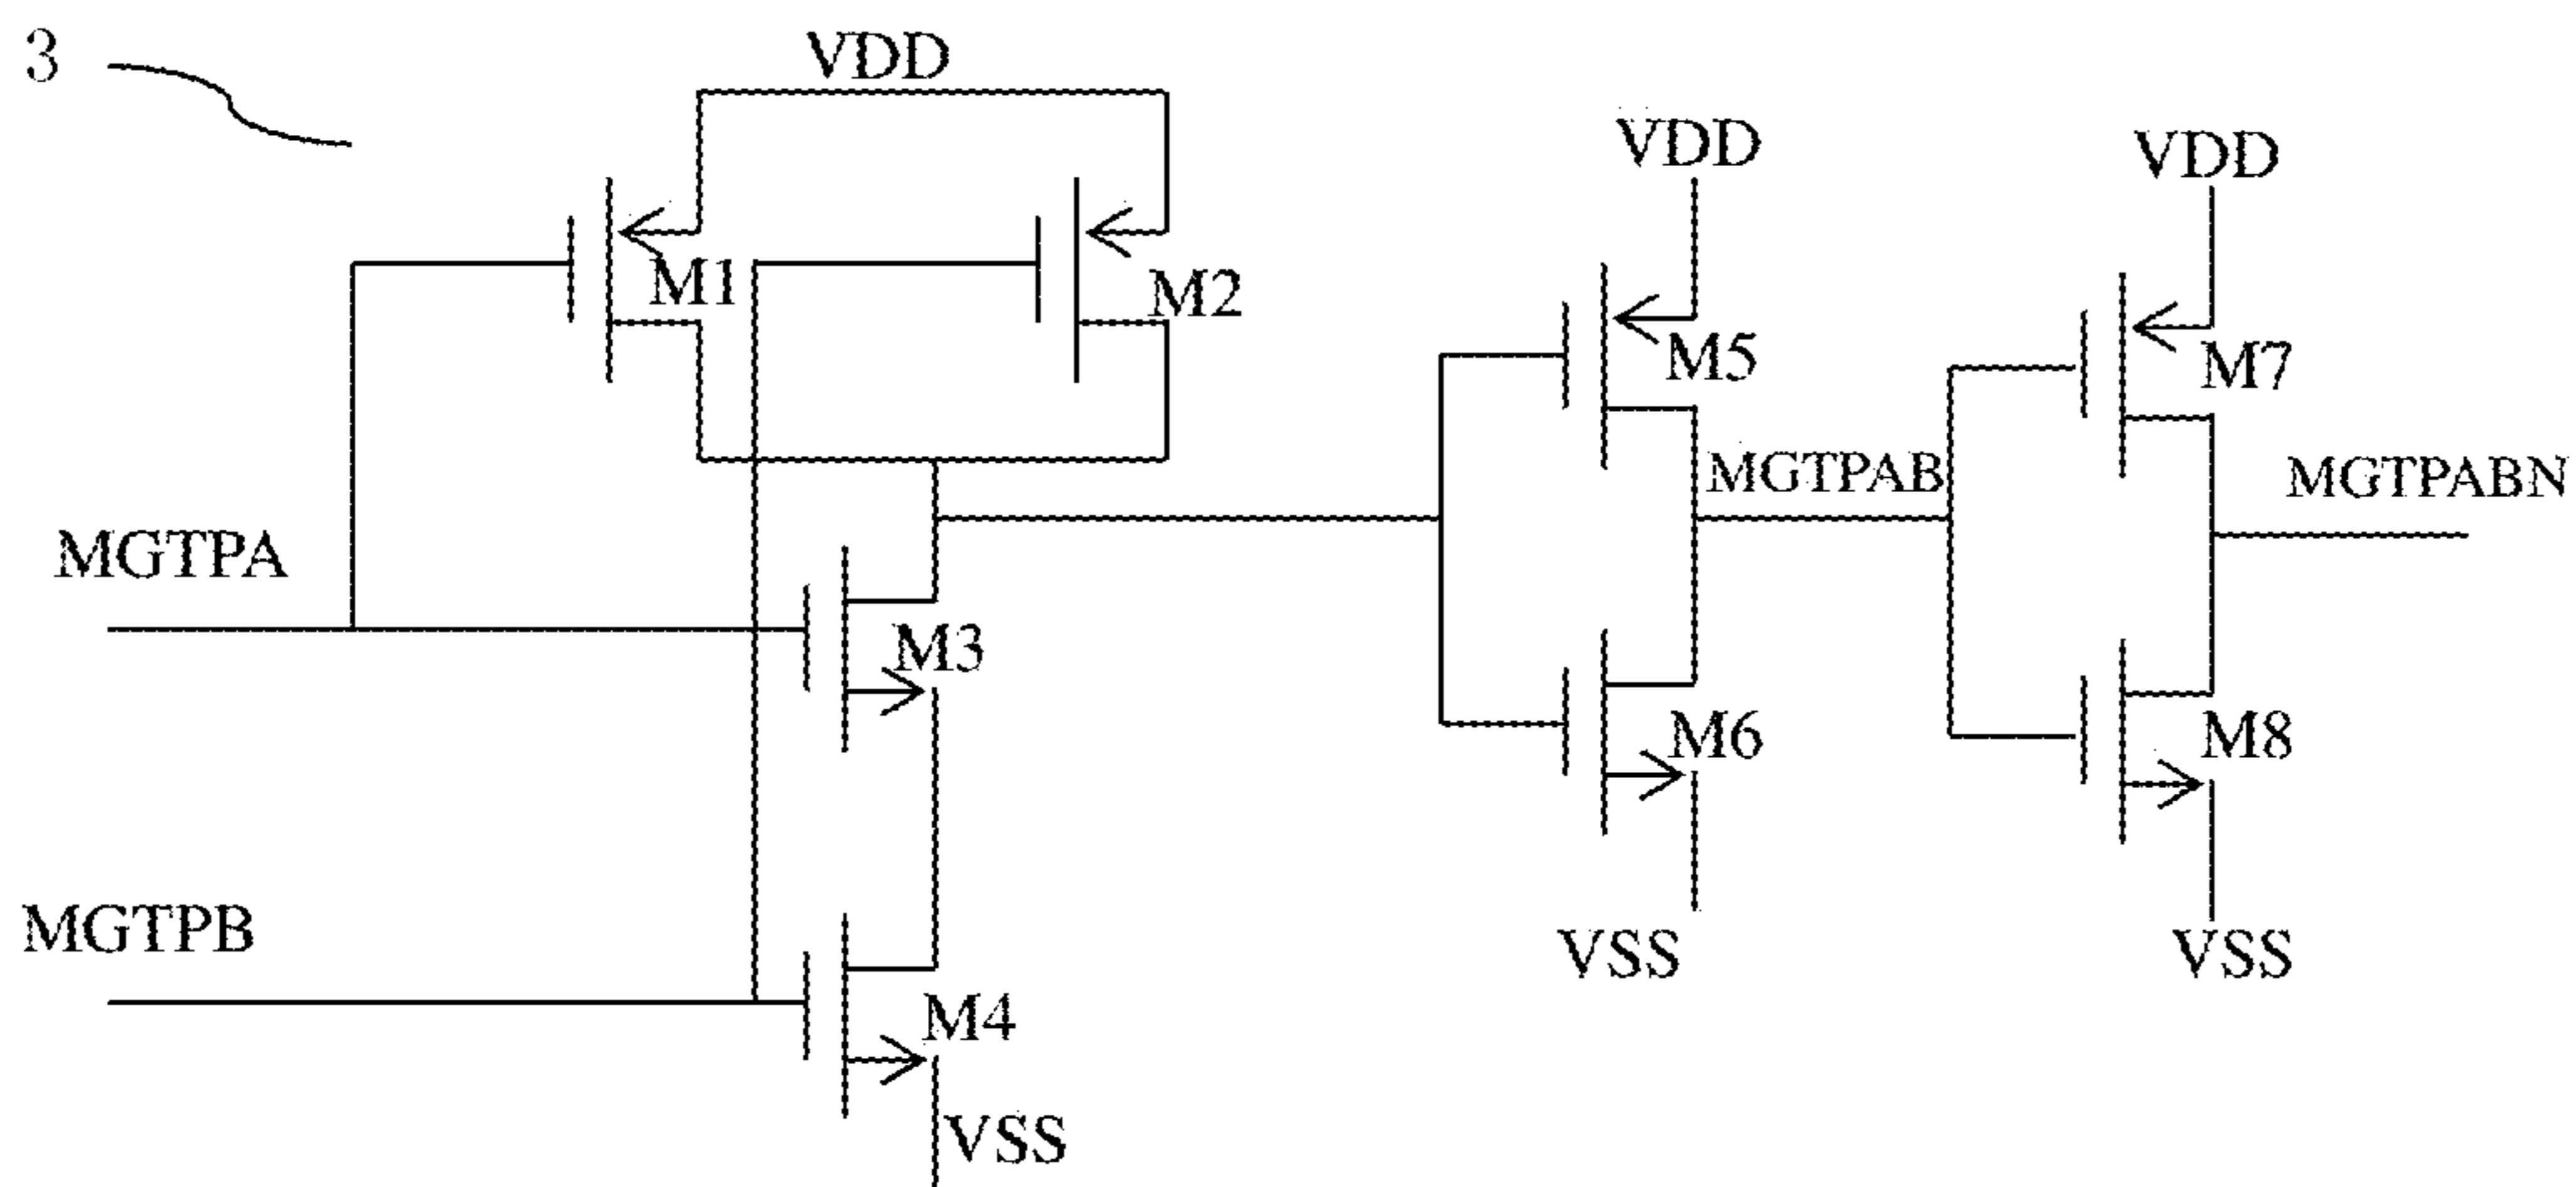 3
VDD
VDD
VDD
M1
M2
M5
M7
MGTPAB
MGTPABN
MGTPA
M3
M6
M8
MGTPB
VSS
VSS
M4
VSS